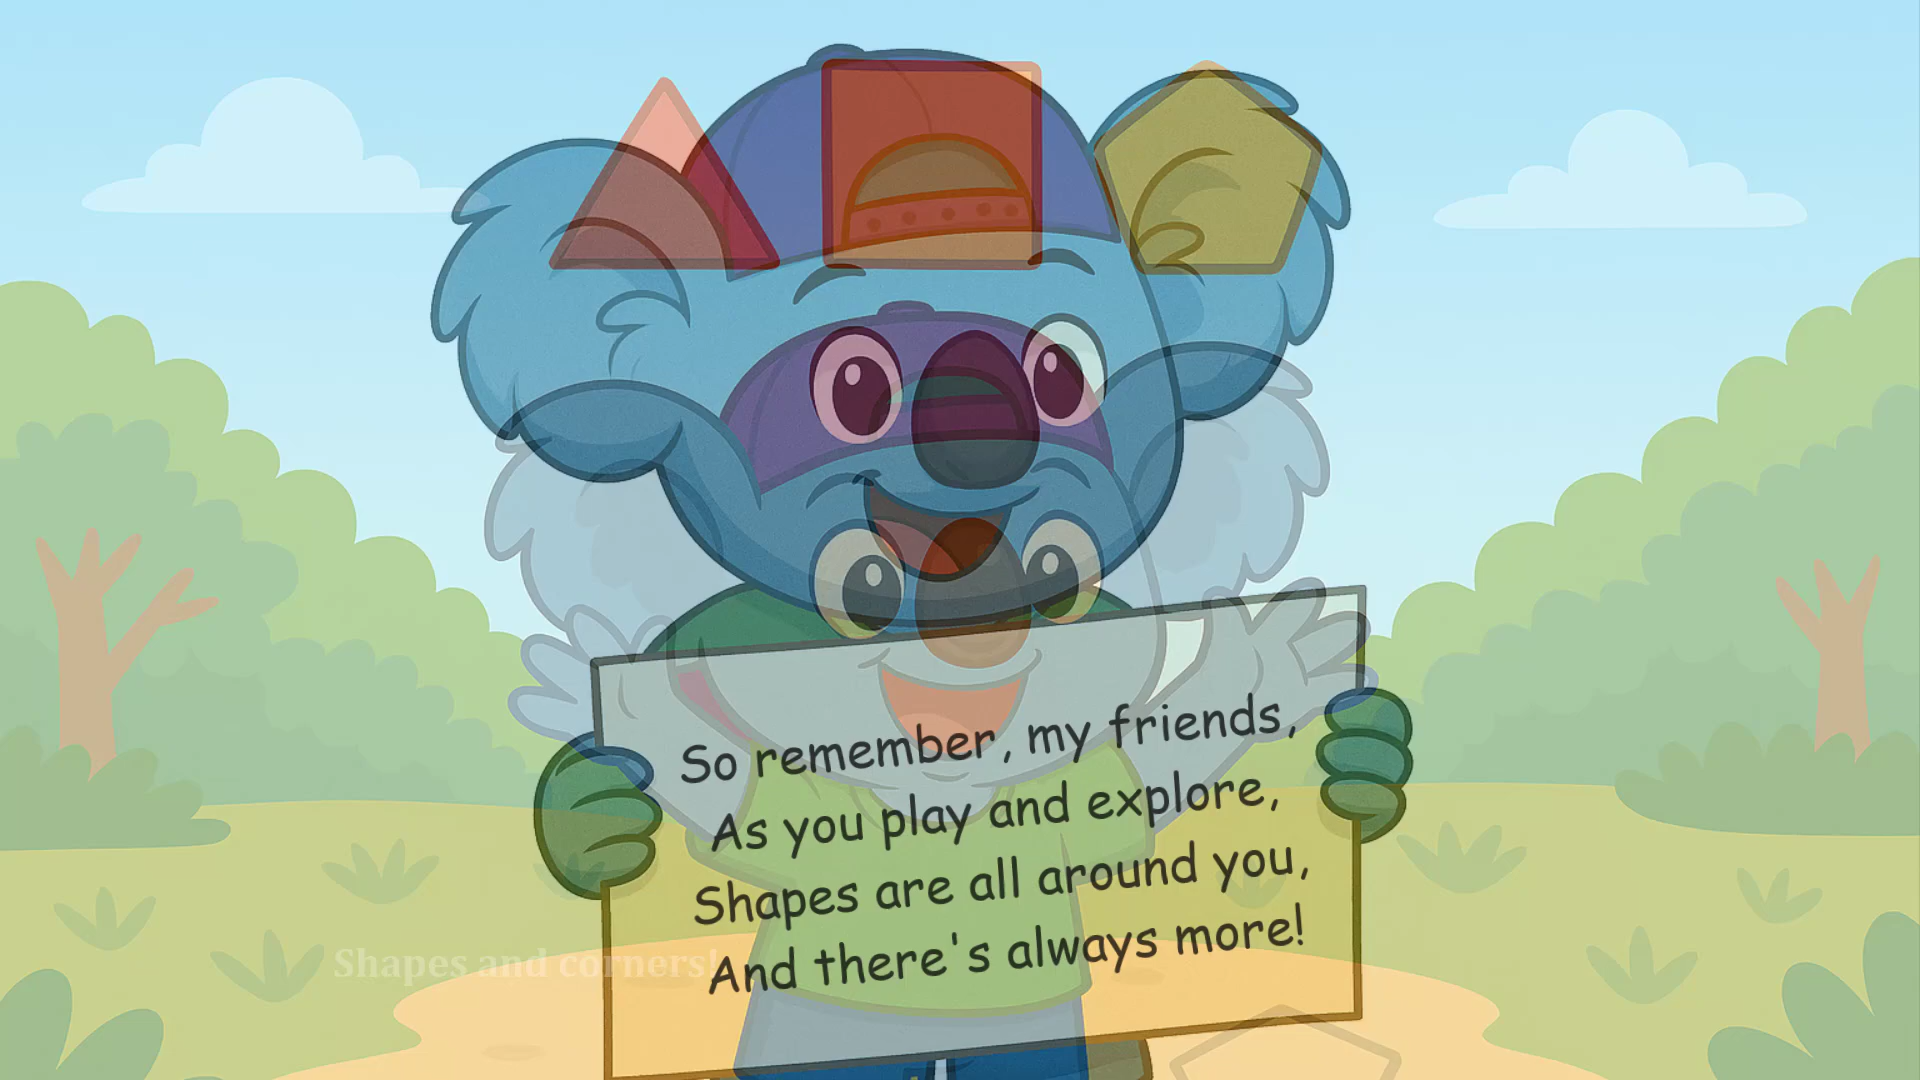 So remember, my friends,
As you play and explore,
Shapes are all around you,
And there's always more!
Shapes and corners!